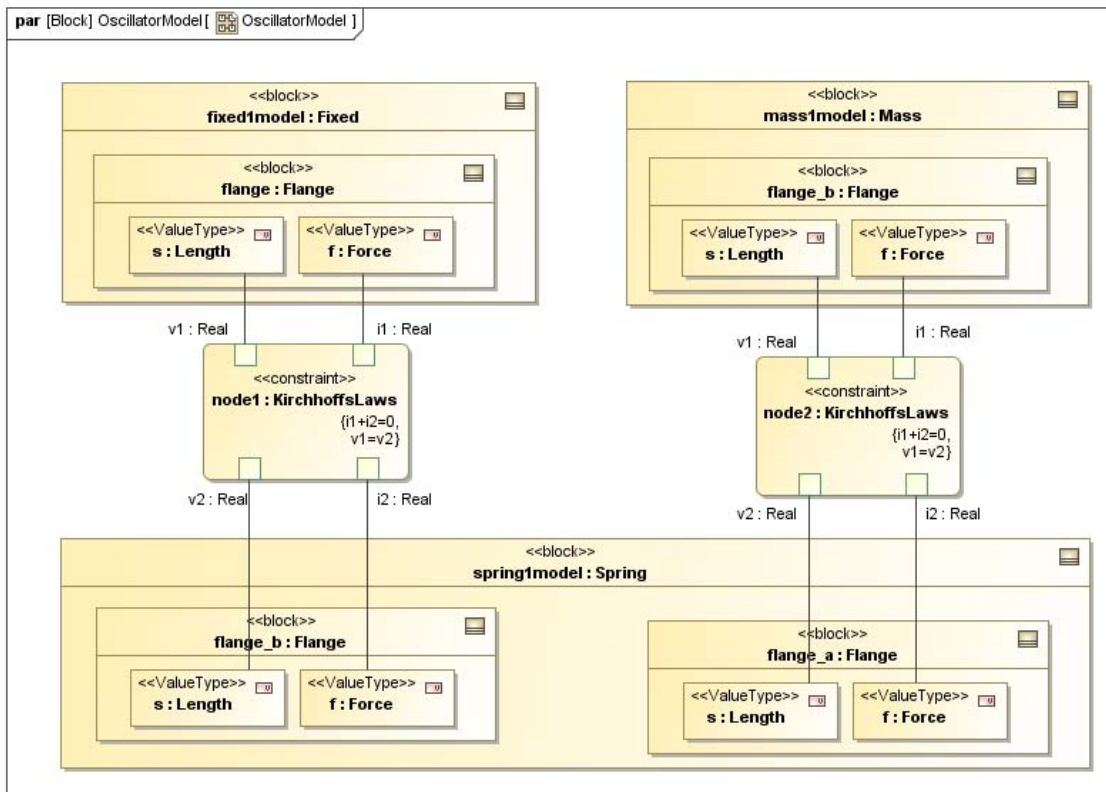 par [Block] OscillatorModel [ OscillatorModel ]
<<block>>
fixed1model : Fixed
<<block>>
flange : Flange
<<ValueType>>
s : Length
<<ValueType>>
f : Force
<<block>>
mass1model : Mass
<<block>>
flange_b : Flange
<<ValueType>>
s : Length
<<ValueType>>
f : Force
v1 : Real
i1 : Real
<<constraint>>
node1 : KirchhoffsLaws
{i1+i2=0,
v1=v2}
v2 : Real
i2 : Real
v1 : Real
i1 : Real
<<constraint>>
node2 : KirchhoffsLaws
{i1+i2=0,
v1=v2}
v2 : Real
i2 : Real
<<block>>
spring1model : Spring
<<block>>
flange_b : Flange
<<ValueType>>
s : Length
<<ValueType>>
f : Force
<<block>>
flange_a : Flange
<<ValueType>>
s : Length
<<ValueType>>
f : Force